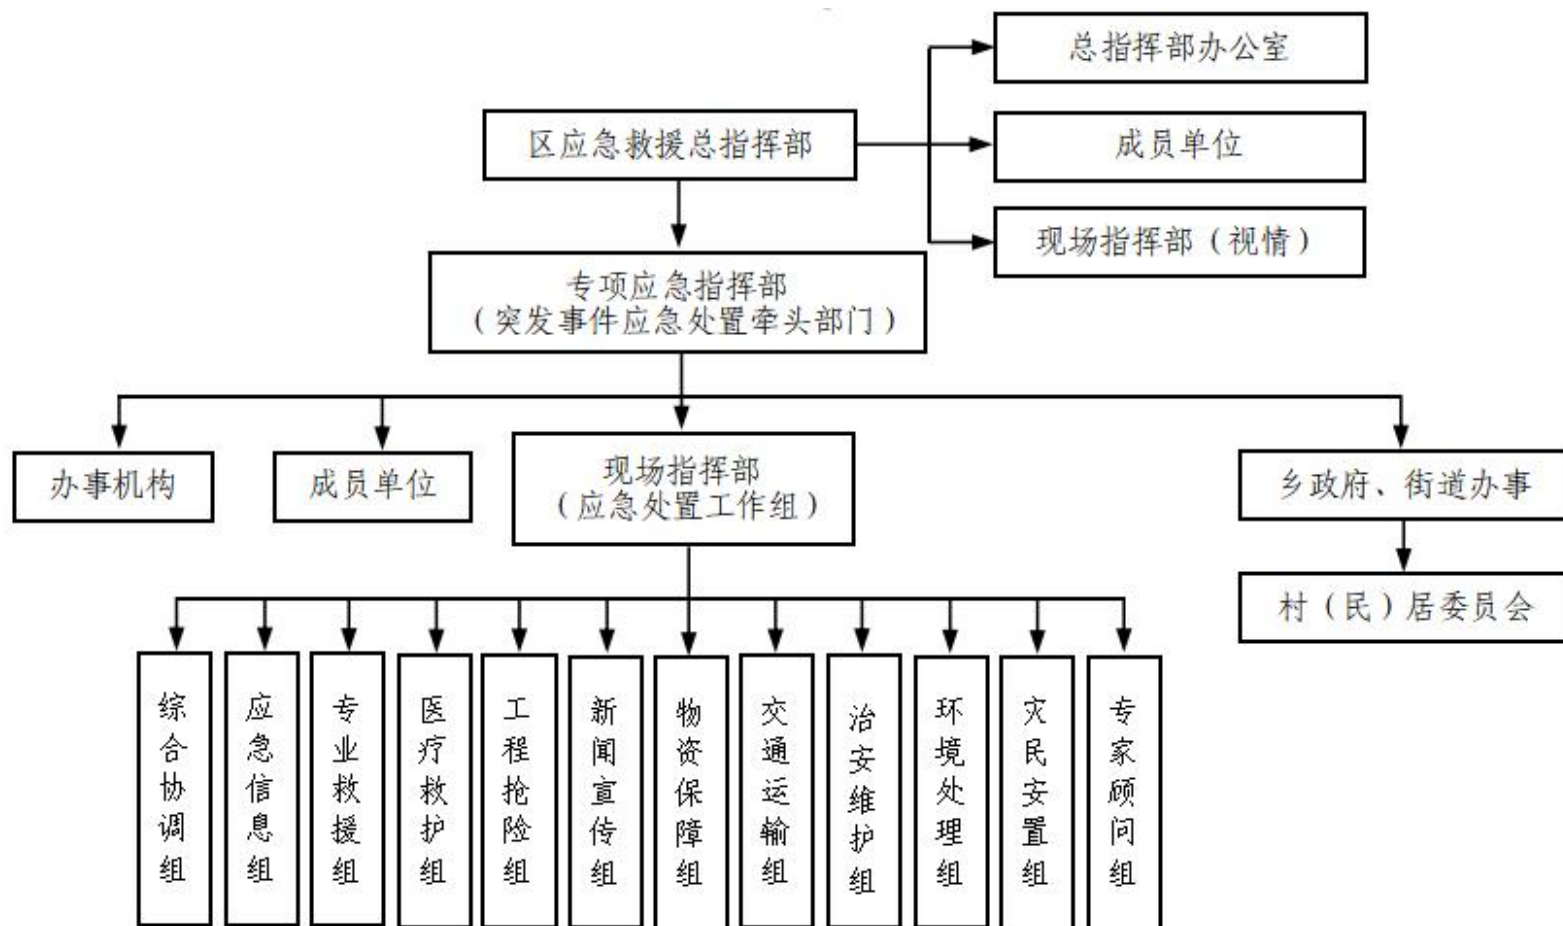 总指挥部办公室
区应急救援总指挥部
成员单位
现场指挥部（视情）
专项应急指挥部
（突发事件应急处置牵头部门）
办事机构
成员单位
现场指挥部
（应急处置工作组）
乡政府、街道办事
村（民）居委员会
综合协调组
应急信息组
专业救援组
医疗救护组
工程抢险组
新闻宣传组
物资保障组
交通运输组
治安维护组
环境处理组
灾民安置组
专家顾问组